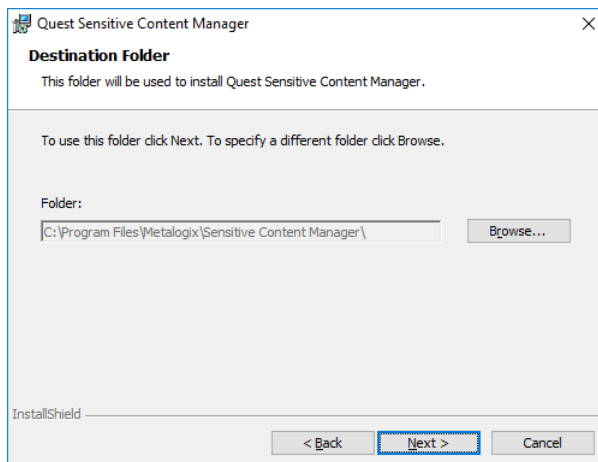 Quest Sensitive Content Manager
Destination Folder
This folder will be used to install Quest Sensitive Content Manager.
To use this folder click Next. To specify a different folder click Browse.
Folder:
C:\Program Files\Metalogix\Sensitive Content Manager\
Browse...
InstallShield
< Back
Next >
Cancel